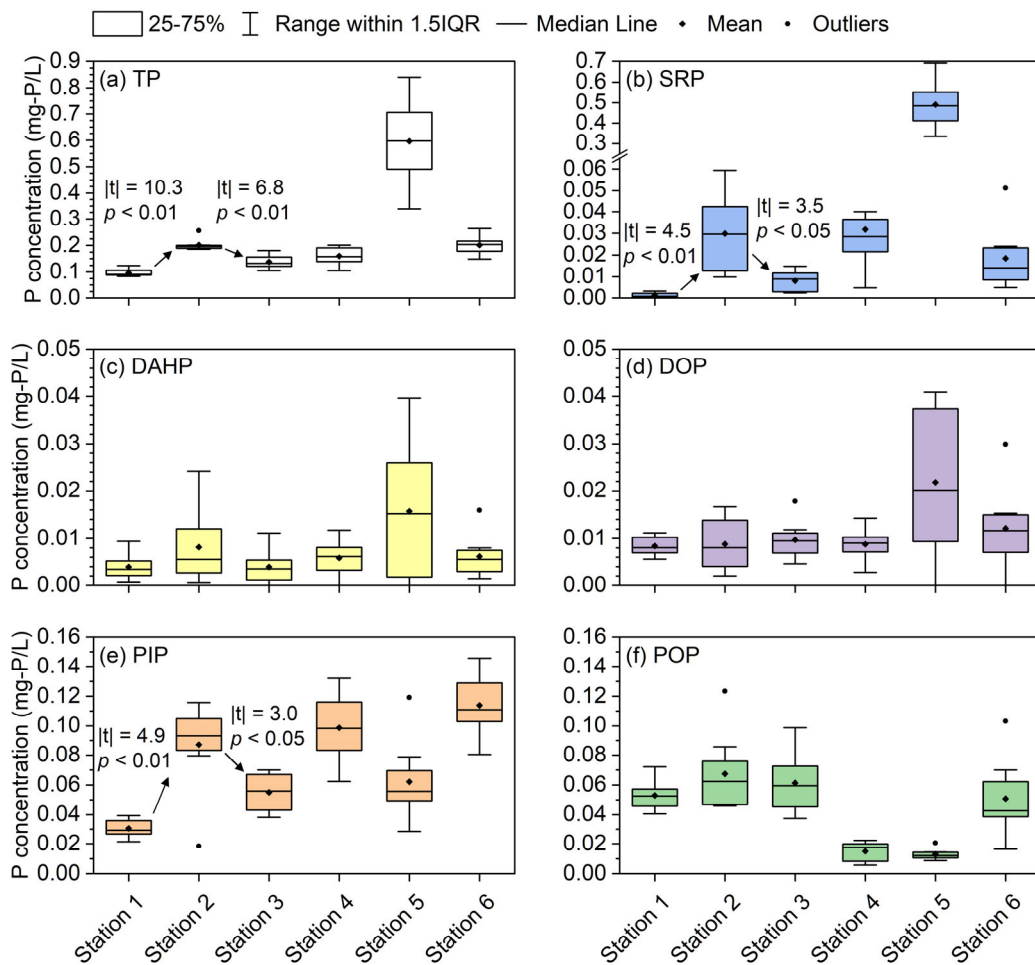 25-75% Range within 1.5IQR Median Line Mean Outliers
P concentration (mg-P/L)
(a) TP
0.9
0.8
0.7
0.6
0.5
0.4
0.3
0.2
0.1
0.0
|t| = 10.3
p < 0.01
|t| = 6.8
p < 0.01
(b) SRP
0.7
0.5
0.4
0.3
0.06
0.05
0.04
0.03
0.02
0.01
0.00
|t| = 4.5
p < 0.01
|t| = 3.5
p < 0.05
P concentration (mg-P/L)
(c) DAHP
0.05
0.04
0.03
0.02
0.01
0.00
(d) DOP
0.05
0.04
0.03
0.02
0.01
0.00
P concentration (mg-P/L)
(e) PIP
0.16
0.14
0.12
0.10
0.08
0.06
0.04
0.02
0.00
|t| = 4.9
p < 0.01
|t| = 3.0
p < 0.05
(f) POP
0.16
0.14
0.12
0.10
0.08
0.06
0.04
0.02
0.00
Station 1 Station 2 Station 3 Station 4 Station 5 Station 6
Station 1 Station 2 Station 3 Station 4 Station 5 Station 6